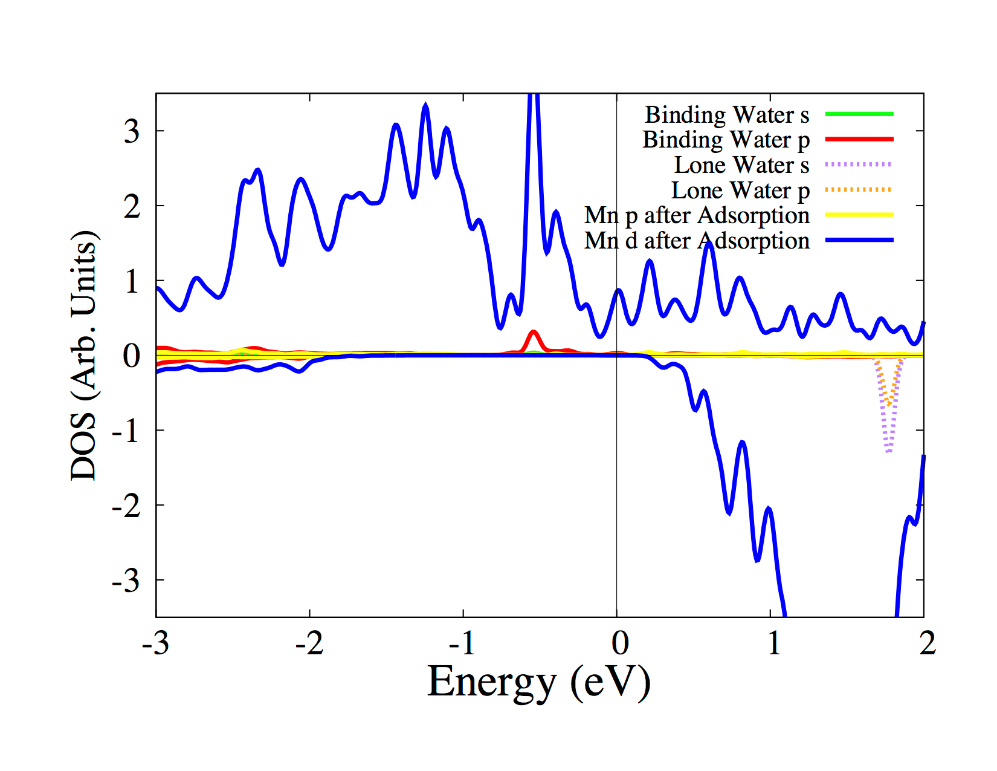 Binding Water s
Binding Water p
Lone Water s
Lone Water p
Mn p after Adsorption
Mn d after Adsorption
3
2
1
0
-1
-2
-3
DOS (Arb. Units)
-3 -2 -1 0 1 2
Energy (eV)